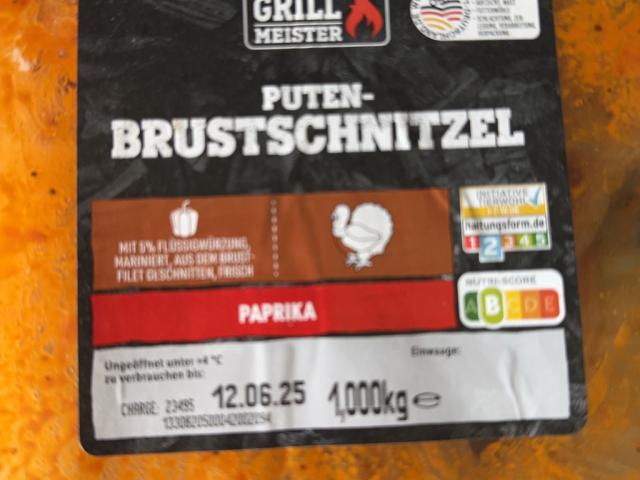 GRILL
MEISTER
PUTEN-
BRUSTSCHNITZEL
MIT 5% FLÜSSIGWÜRZUNG,
MARINIERT, AUS DEM BRUST-
FILET GESCHNITTEN, FRISCH
INITIATIVE
TIERWOHL
haltungsform.de
1 2 3 4 5
NUTRI-SCORE
A B C D E
PAPRIKA
Ungeöffnet unter +4 °C
zu verbrauchen bis:
Einwaage:
12.06.25
1,000kg e
CHARGE: 23495